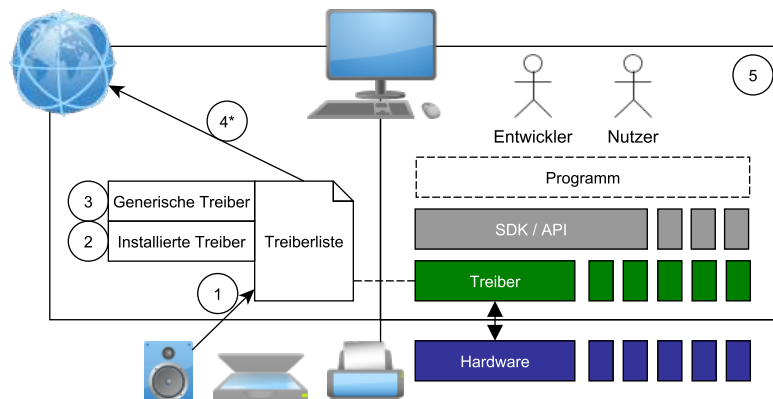 5
Entwickler
Nutzer
4*
Programm
3
Generische Treiber
2
Installierte Treiber
Treiberliste
SDK / API
1
Treiber
Hardware